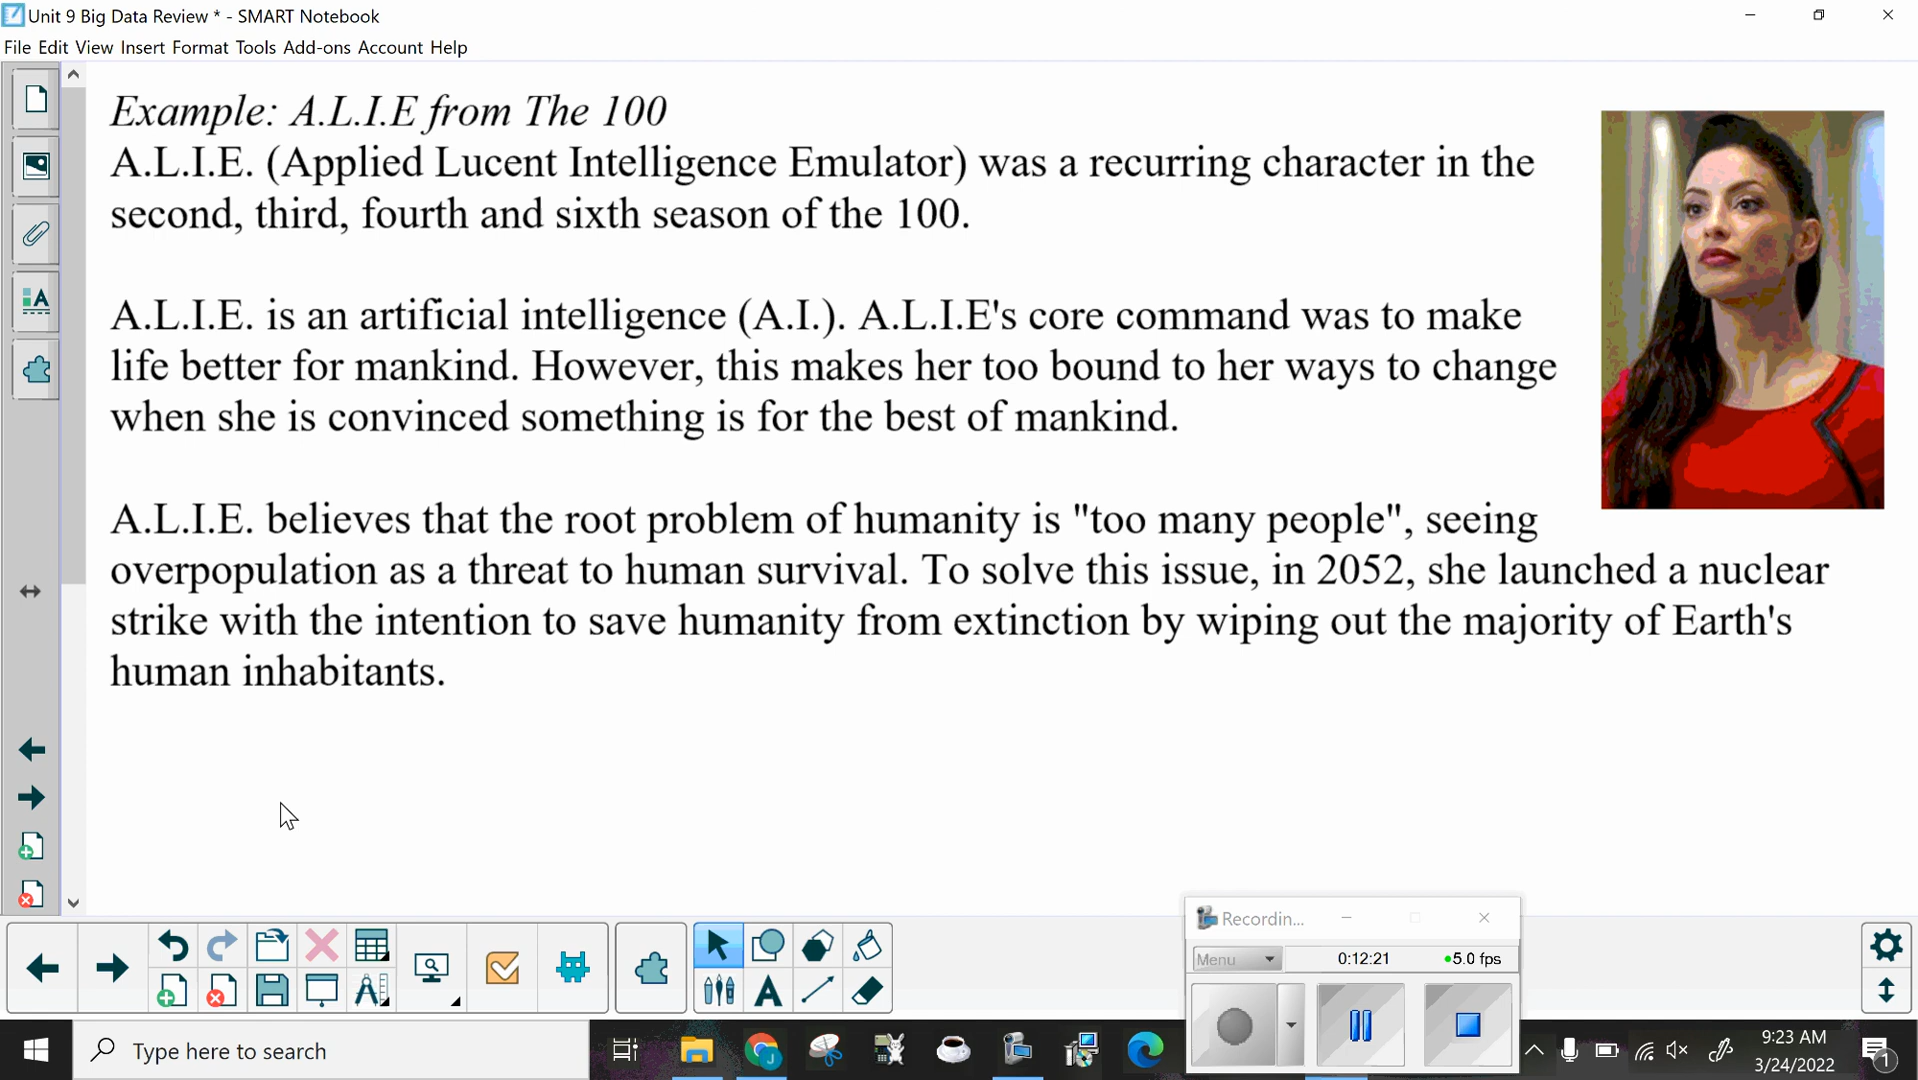 Unit 9 Big Data Review * - SMART Notebook
File Edit View Insert Format Tools Add-ons Account Help
Example: A.L.I.E from The 100
A.L.I.E. (Applied Lucent Intelligence Emulator) was a recurring character in the
second, third, fourth and sixth season of the 100.
A.L.I.E. is an artificial intelligence (A.I.). A.L.I.E's core command was to make
life better for mankind. However, this makes her too bound to her ways to change
when she is convinced something is for the best of mankind.
A.L.I.E. believes that the root problem of humanity is "too many people", seeing
overpopulation as a threat to human survival. To solve this issue, in 2052, she launched a nuclear
strike with the intention to save humanity from extinction by wiping out the majority of Earth's
human inhabitants.
Recordin...
Menu
0:12:21
5.0 fps
Type here to search
9:23 AM
3/24/2022
1